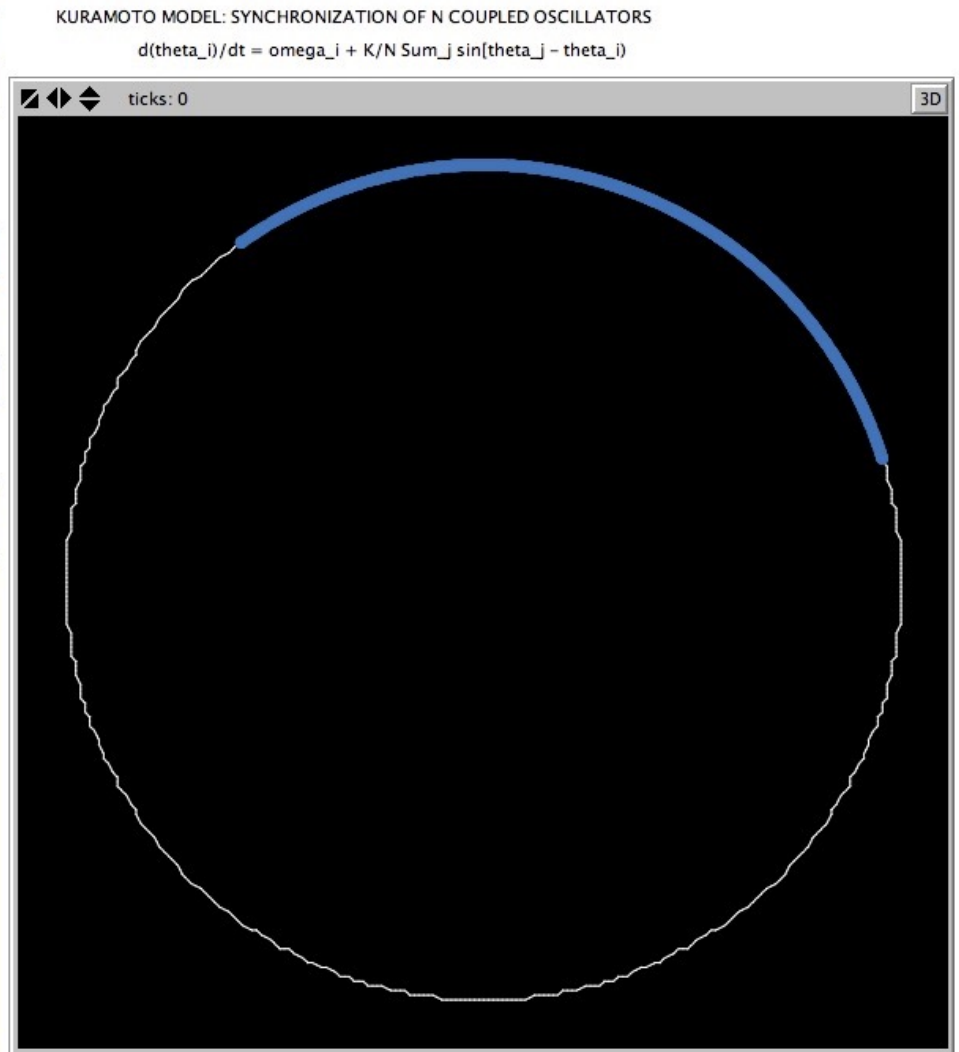 KURAMOTO MODEL: SYNCHRONIZATION OF N COUPLED OSCILLATORS
d(theta_i)/dt = omega_i + K/N Sum_j sin[theta_j - theta_i)
ticks: 0
3D